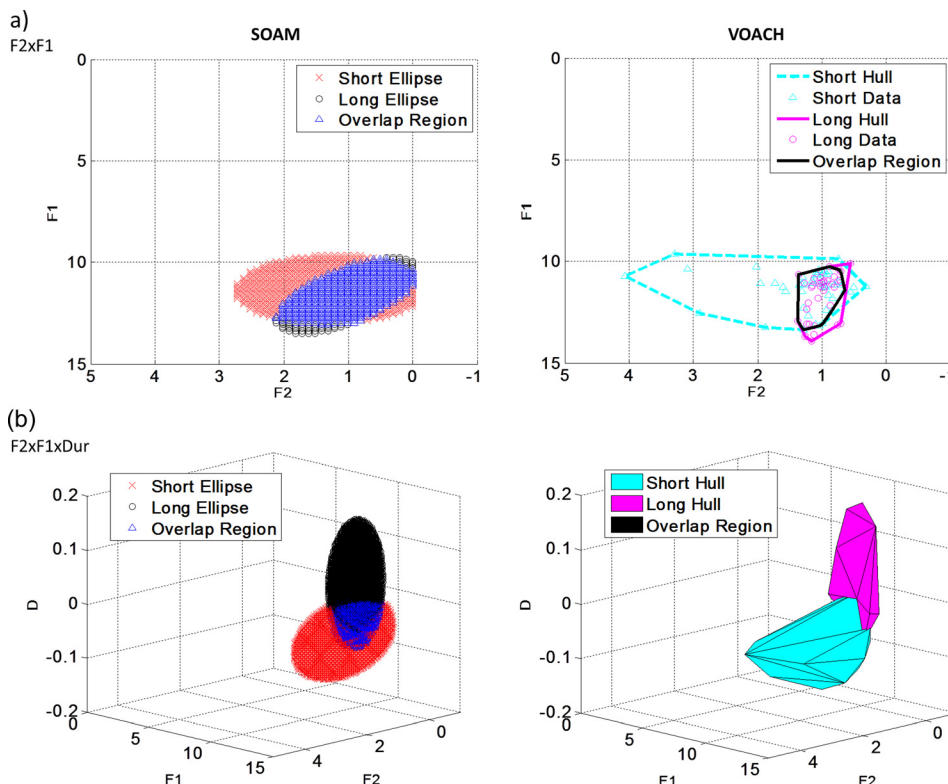 a)
F2xF1
SOAM
VOACH
0
5
10
15
5
4
3
2
1
0
-1
F1
F2
Short Ellipse
Long Ellipse
Overlap Region
0
5
10
15
5
4
3
2
1
0
-1
F1
F2
Short Hull
Short Data
Long Hull
Long Data
Overlap Region
(b)
F2xF1xDur
Short Ellipse
Long Ellipse
Overlap Region
0.2
0.1
0
-0.1
-0.2
D
0
5
10
15
F1
4
2
0
F2
Short Hull
Long Hull
Overlap Region
0.2
0.1
0
-0.1
-0.2
D
0
5
10
15
F1
4
2
0
F2